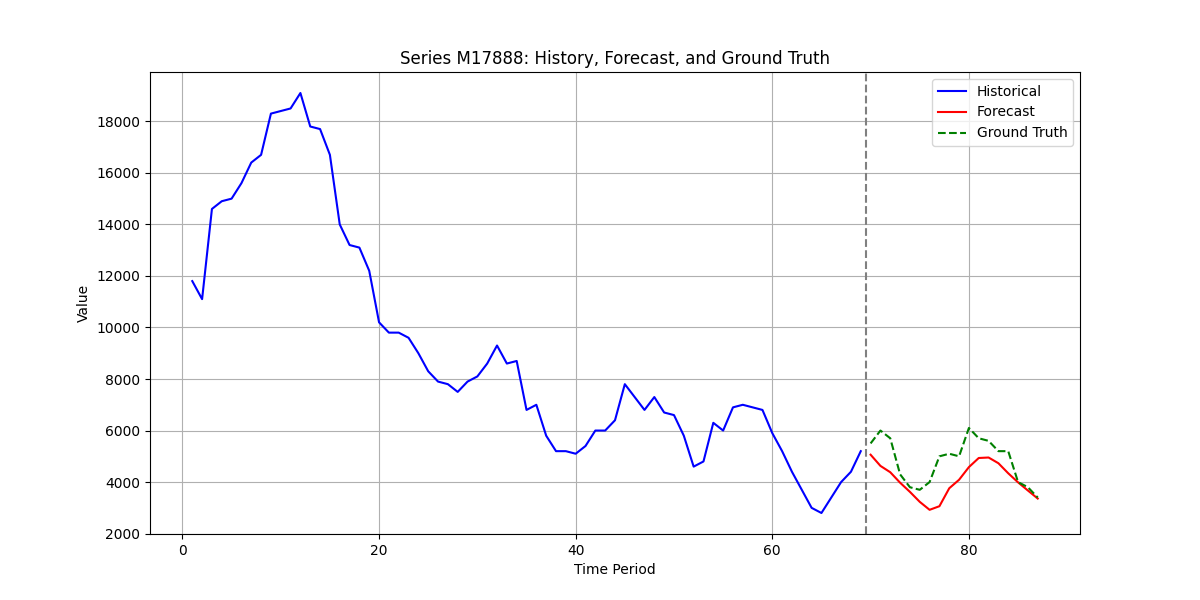 Series M17888: History, Forecast, and Ground Truth
Historical
Forecast
Ground Truth
Value
18000
16000
14000
12000
10000
8000
6000
4000
2000
0
20
40
60
80
Time Period